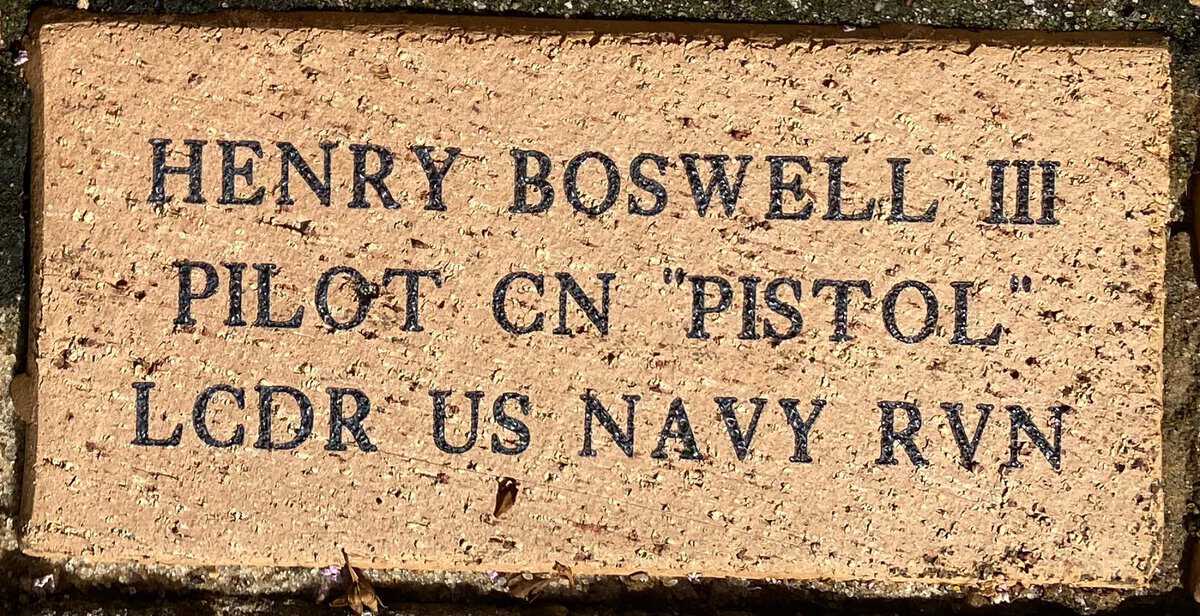 HENRY BOSWELL III
PILOT CN "PISTOL"
LCDR US NAVY RVN